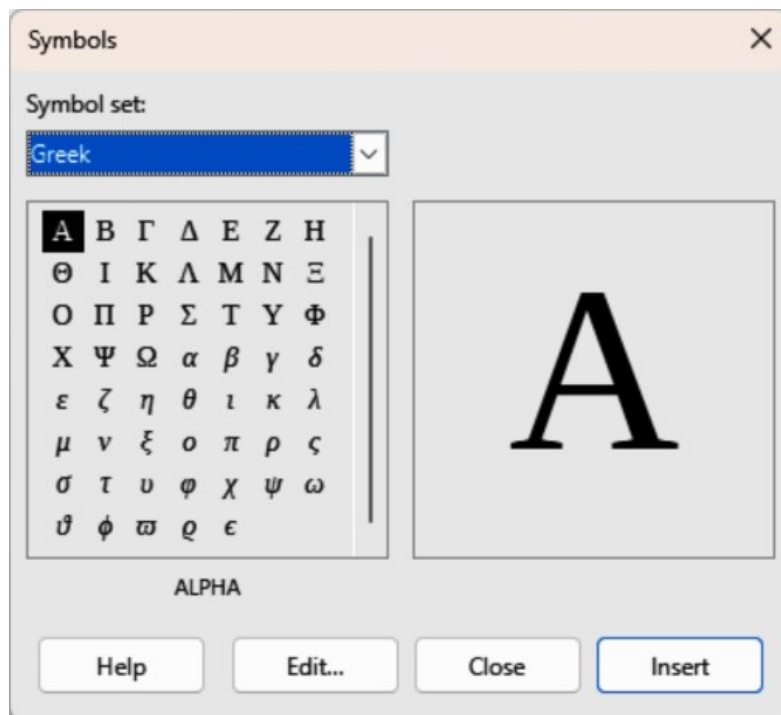 Symbols
Symbol set:
Greek
Α Β Γ Δ Ε Ζ Η
Θ Ι Κ Λ Μ Ν Ξ
Ο Π Ρ Σ Τ Υ Φ
Χ Ψ Ω α β γ δ
ε ζ η θ ι κ λ
μ ν ξ ο π ρ ς
σ τ υ φ χ ψ ω
ϑ ϕ ϖ ϱ ϵ
Α
ALPHA
Help Edit... Close Insert